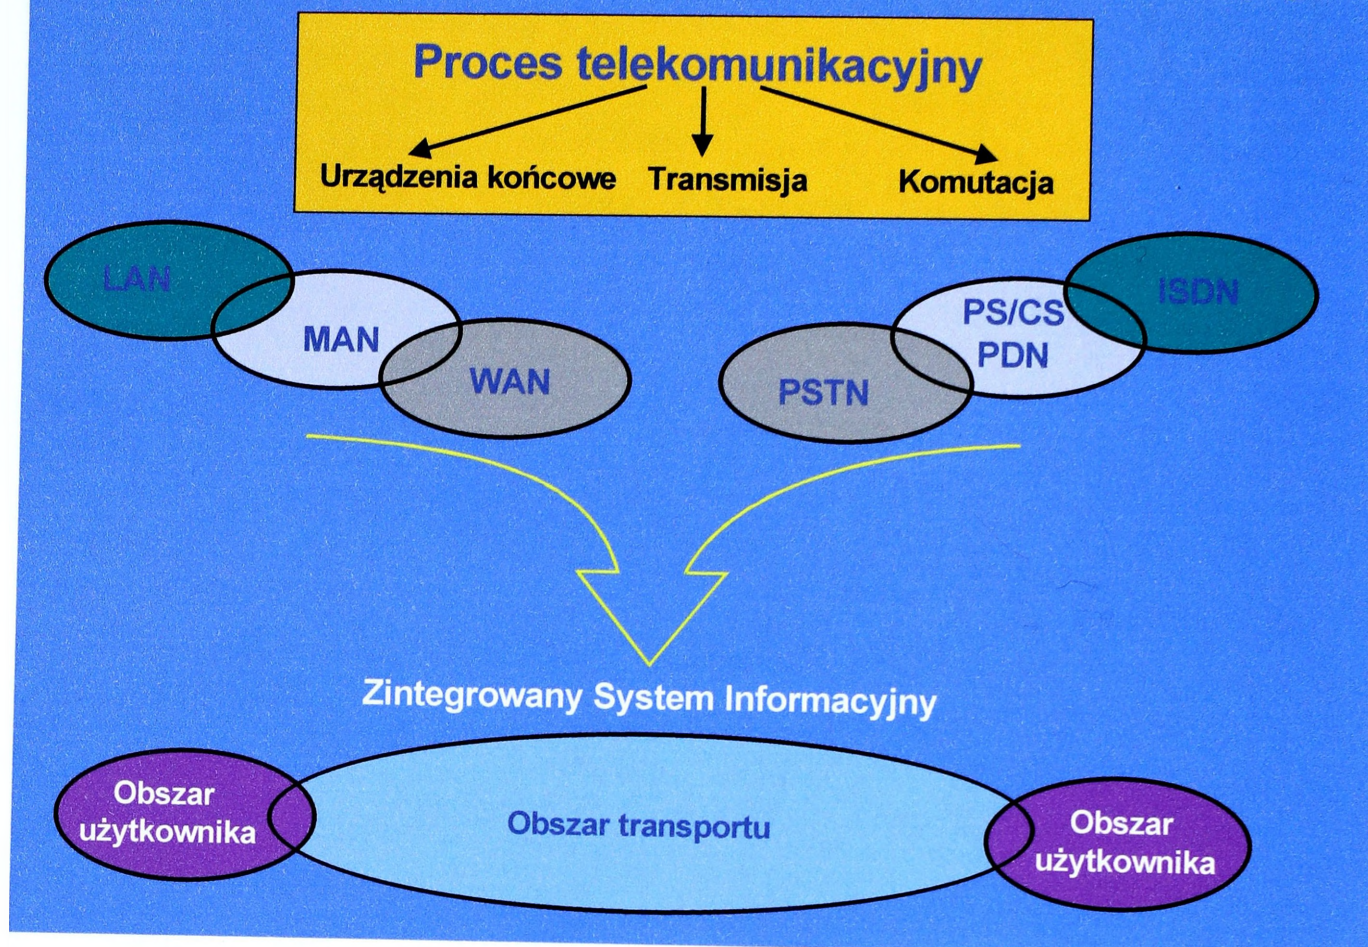 Proces telekomunikacyjny
Urządzenia końcowe Transmisja Komutacja
LAN
MAN
WAN
PSTN
PS/CS
PDN
ISDN
Zintegrowany System Informacyjny
Obszar
użytkownika
Obszar transportu
Obszar
użytkownika